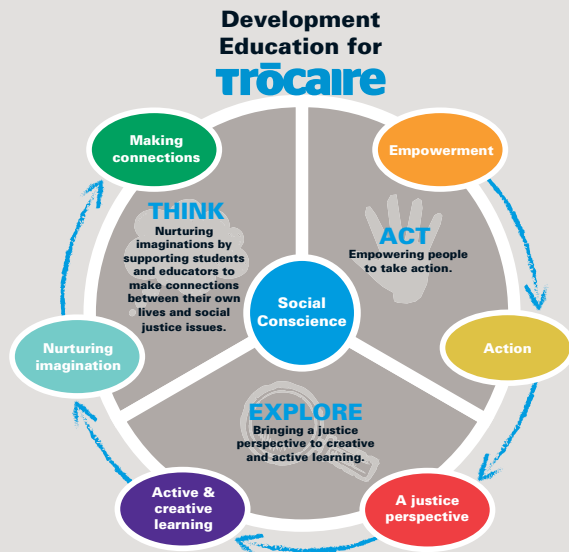 Development
Education for
Trōcaire
Making
connections
Empowerment
THINK
Nurturing
imaginations by
supporting students
and educators to
make connections
between their own
lives and social
justice issues.
ACT
Empowering people
to take action.
Social
Conscience
Nurturing
imagination
Action
EXPLORE
Bringing a justice
perspective to creative
and active learning.
Active &
creative
learning
A justice
perspective